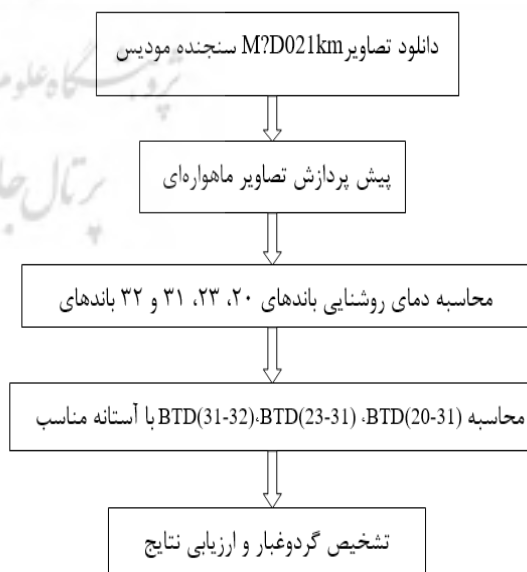 دانلود تصاویر M?D021km سنجنده مودیس
پیش پردازش تصاویر ماهواره‌ای
محاسبه دمای روشنایی باندهای ۲۰، ۲۳، ۳۱ و ۳۲ باندهای
محاسبه BTD(20-31)، BTD(23-31)،BTD(31-32) با آستانه مناسب
تشخیص گردوغبار و ارزیابی نتایج